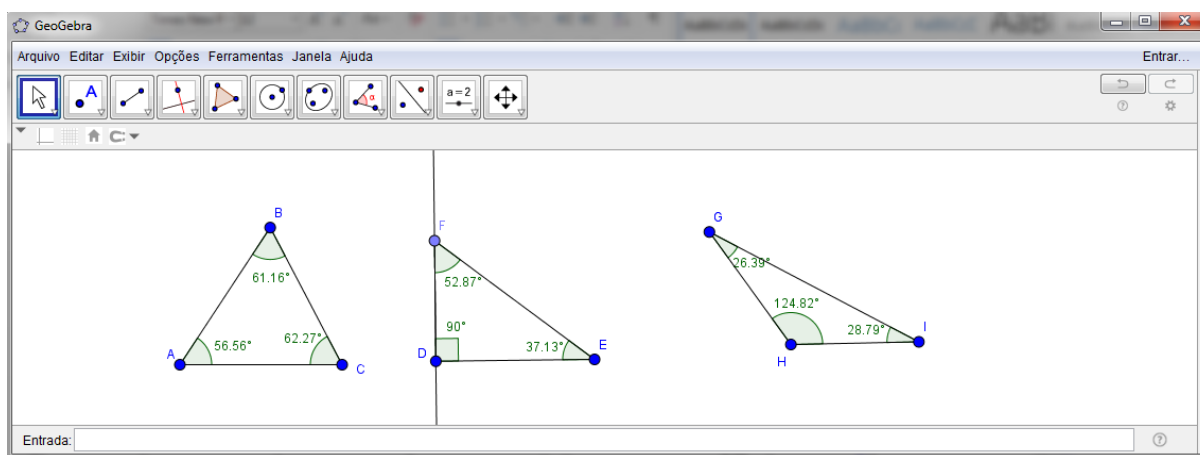 GeoGebra
Arquivo Editar Exibir Opções Ferramentas Janela Ajuda
Entrar...
A
α
a=2
B
61.16°
A
56.56°
62.27°
C
F
52.87°
90°
D
37.13°
E
G
26.39°
124.82°
28.79°
I
H
Entrada: